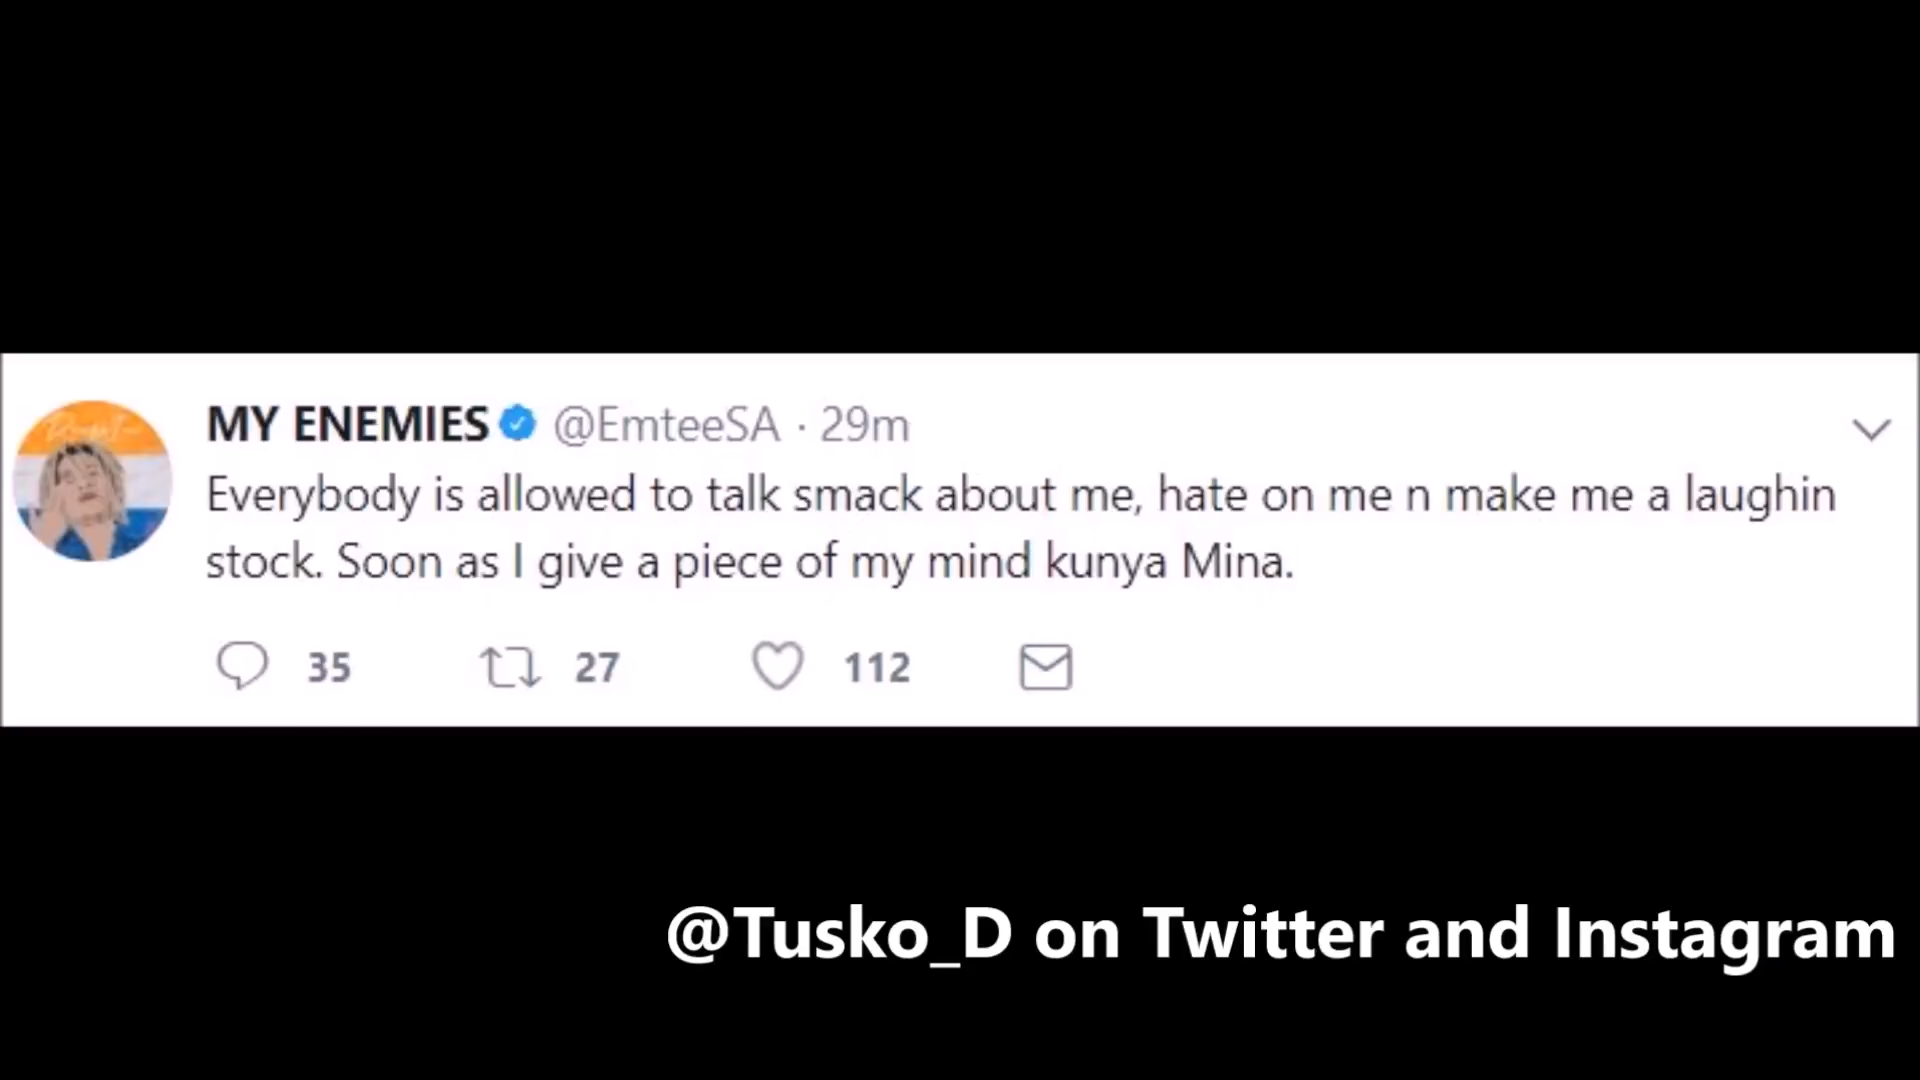 MY ENEMIES @EmteeSA · 29m
Everybody is allowed to talk smack about me, hate on me n make me a laughin
stock. Soon as I give a piece of my mind kunya Mina.
35 27 112
@Tusko_D on Twitter and Instagram